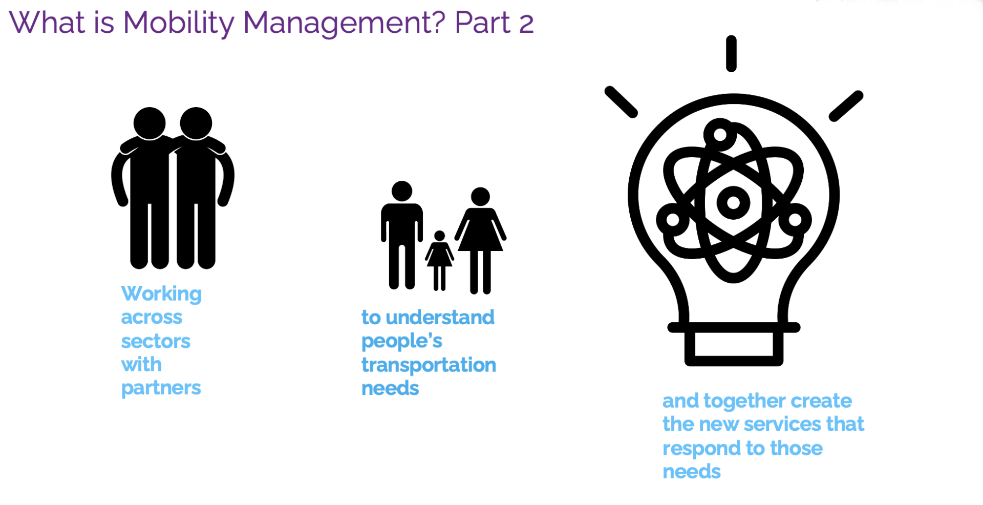 What is Mobility Management? Part 2
Working
across
sectors
with
partners
to understand
people's
transportation
needs
and together create
the new services that
respond to those
needs